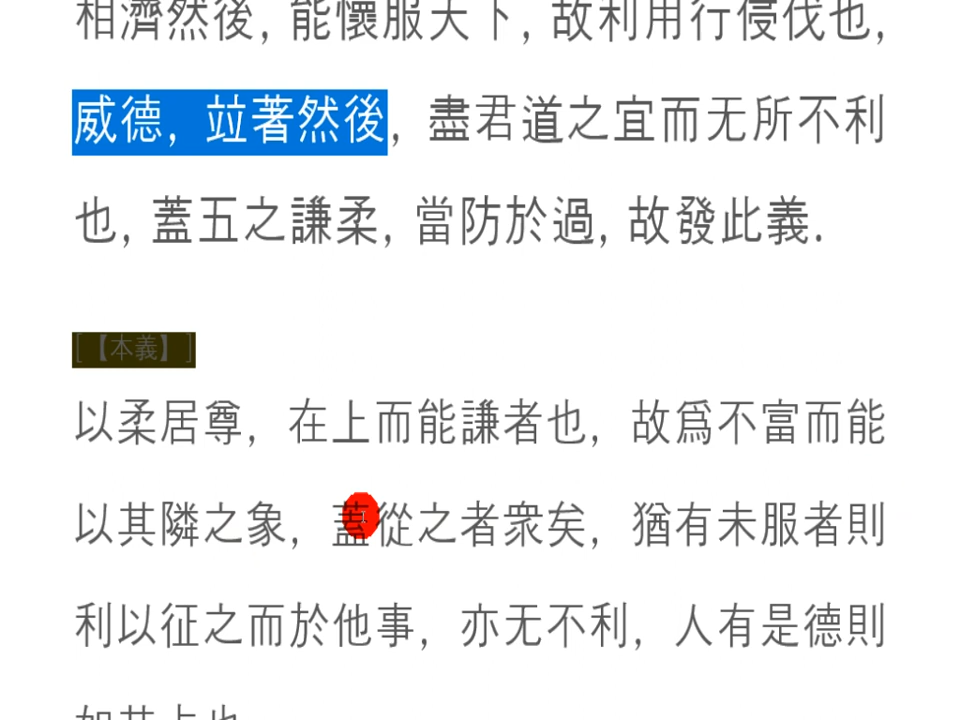 相濟然後, 能懷服天下, 故利用行侵伐也,
威德, 竝著然後, 盡君道之宜而无所不利
也, 蓋五之謙柔, 當防於過, 故發此義.
[【本義】]
以柔居尊, 在上而能謙者也, 故爲不富而能
以其隣之象, 蓋從之者衆矣, 猶有未服者則
利以征之而於他事, 亦无不利, 人有是德則
如其占也